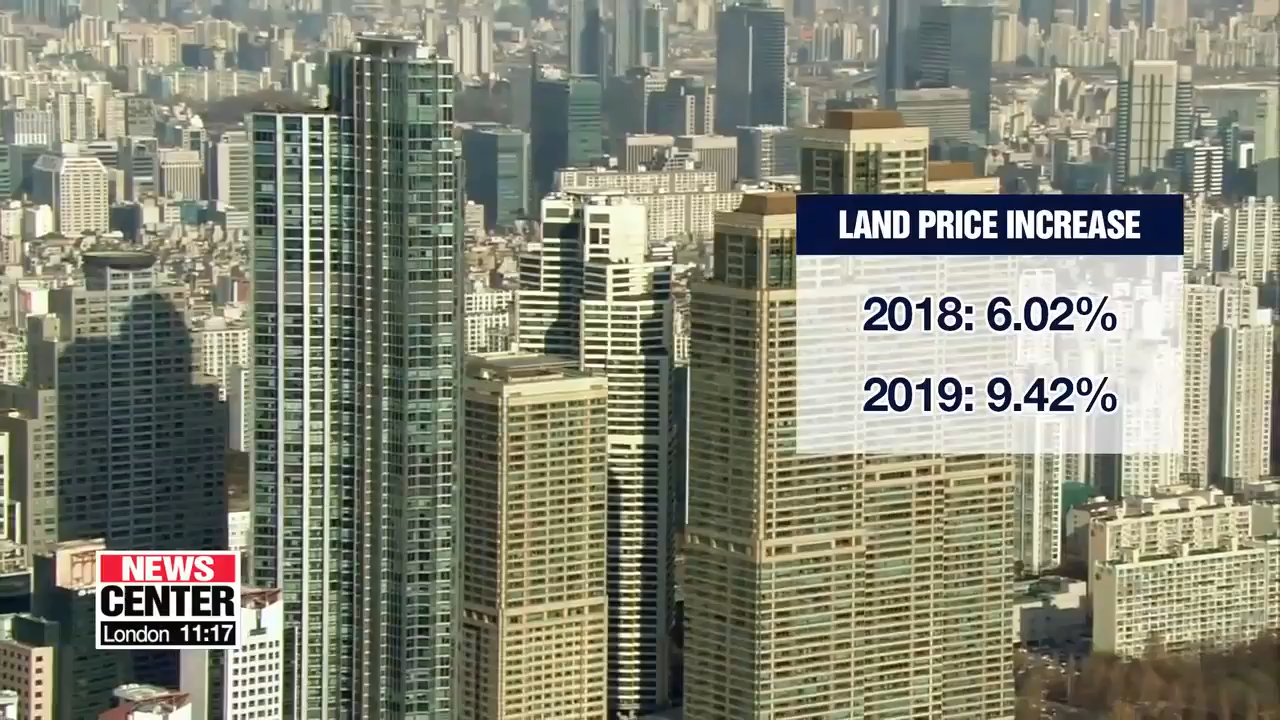 LAND PRICE INCREASE
2018: 6.02%
2019: 9.42%
NEWS
CENTER
London 11:17